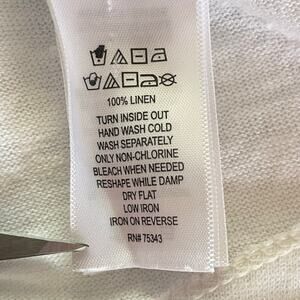 100% LINEN
TURN INSIDE OUT
HAND WASH COLD
WASH SEPARATELY
ONLY NON-CHLORINE
BLEACH WHEN NEEDED
RESHAPE WHILE DAMP
DRY FLAT
LOW IRON
IRON ON REVERSE
RN# 75343